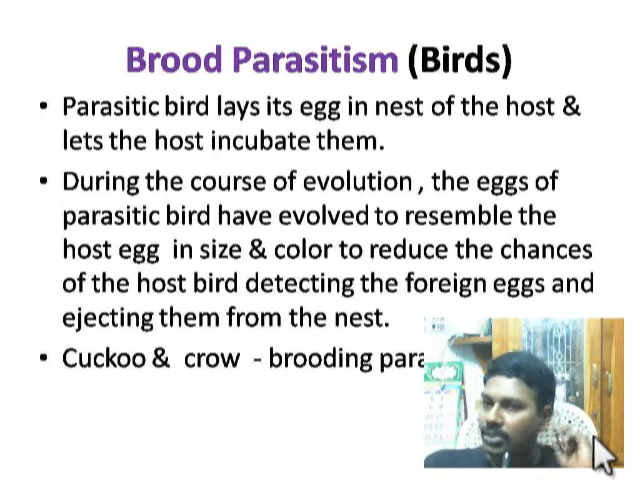 Brood Parasitism (Birds)
• Parasitic bird lays its egg in nest of the host &
lets the host incubate them.
• During the course of evolution , the eggs of
parasitic bird have evolved to resemble the
host egg in size & color to reduce the chances
of the host bird detecting the foreign eggs and
ejecting them from the nest.
• Cuckoo & crow - brooding para